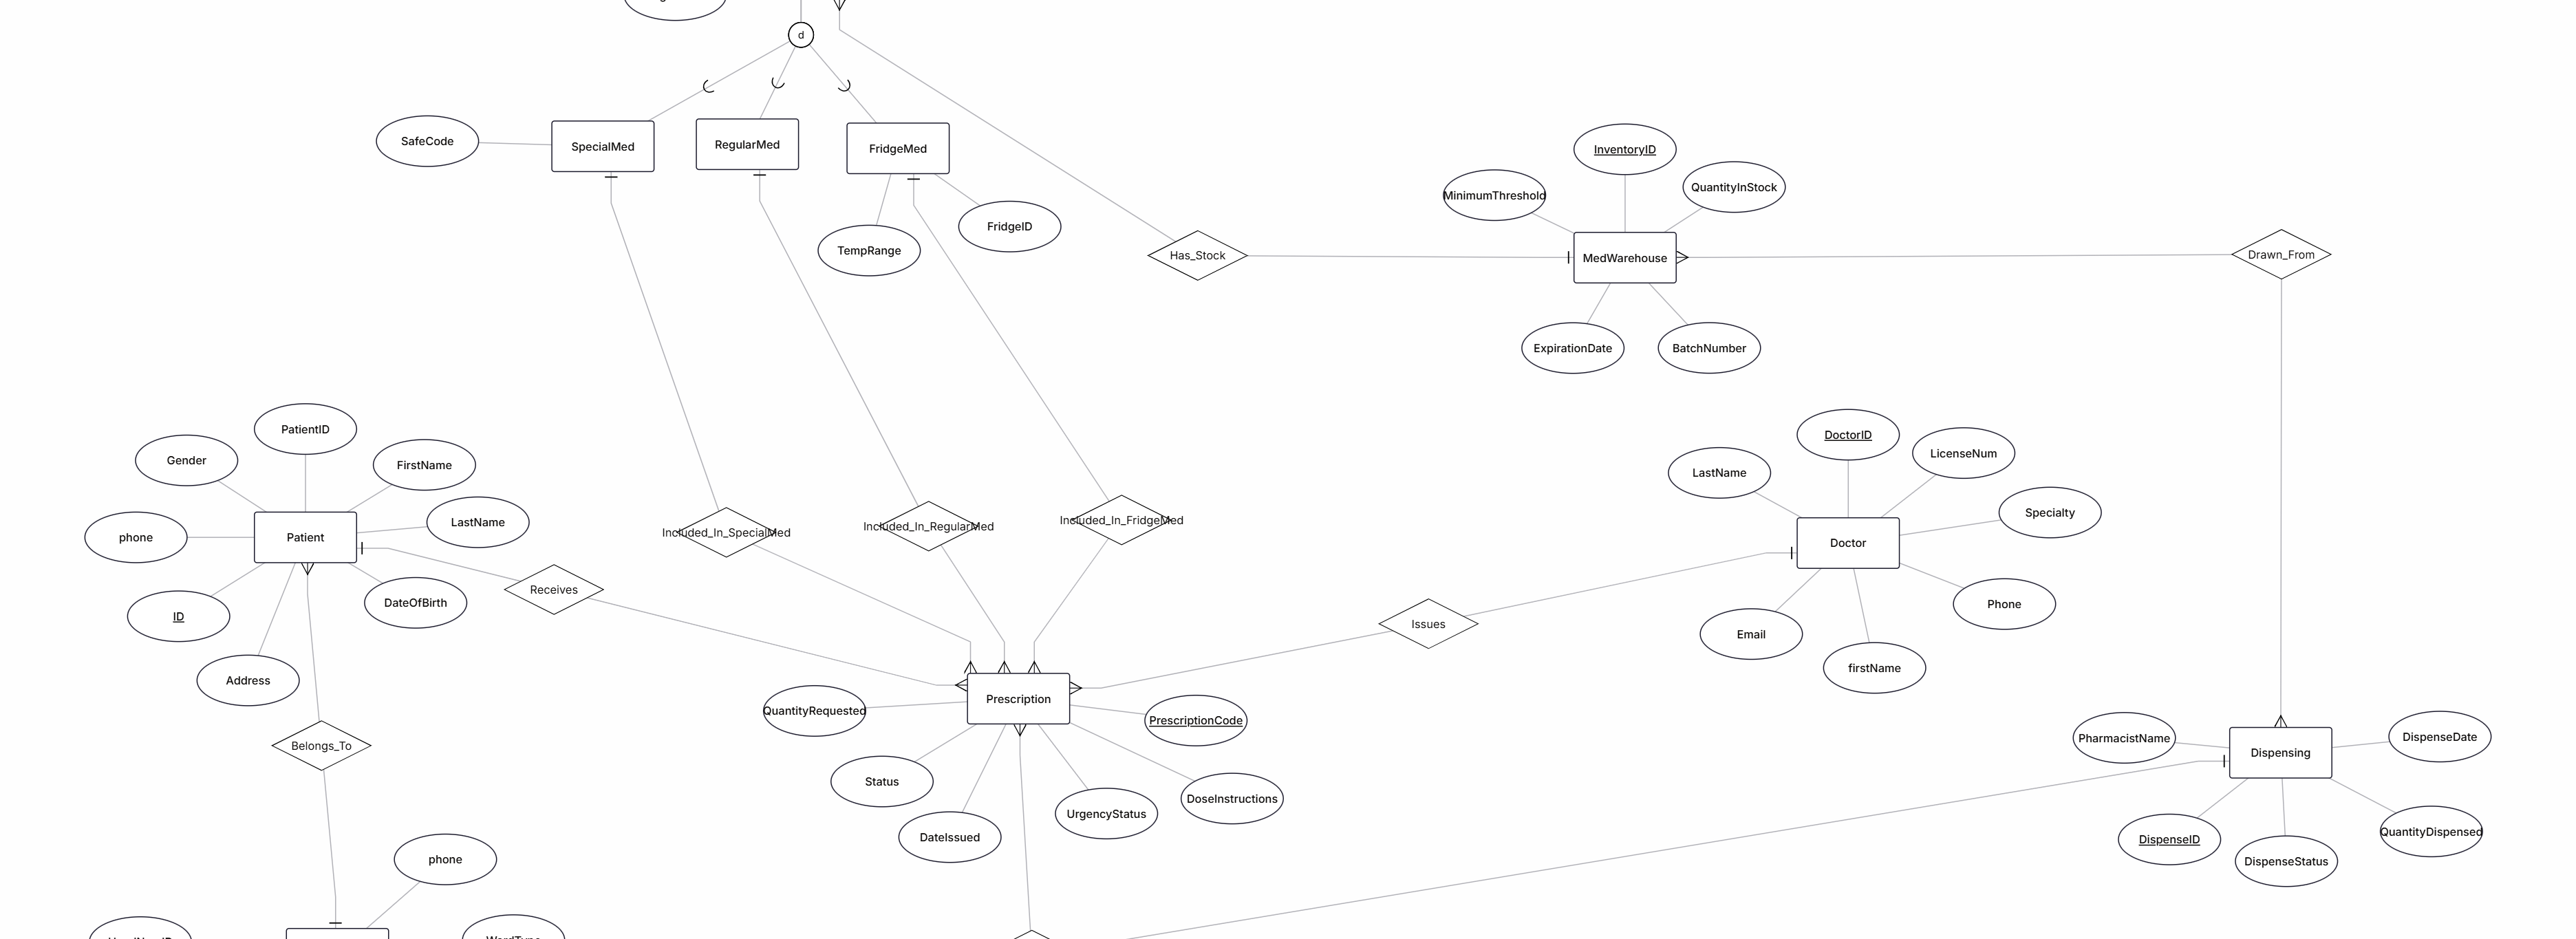 d
SafeCode
SpecialMed
RegularMed
FridgeMed
TempRange
FridgeID
Has_Stock
InventoryID
MinimumThreshold
QuantityInStock
MedWarehouse
ExpirationDate
BatchNumber
Drawn_From
PatientID
Gender
FirstName
LastName
phone
Patient
ID
DateOfBirth
Address
Receives
Included_In_SpecialMed
Included_In_RegularMed
Included_In_FridgeMed
DoctorID
LastName
LicenseNum
Specialty
Doctor
Phone
Email
firstName
Issues
Prescription
QuantityRequested
PrescriptionCode
Status
DoseInstructions
DateIssued
UrgencyStatus
Belongs_To
phone
PharmacistName
Dispensing
DispenseDate
DispenseID
DispenseStatus
QuantityDispensed